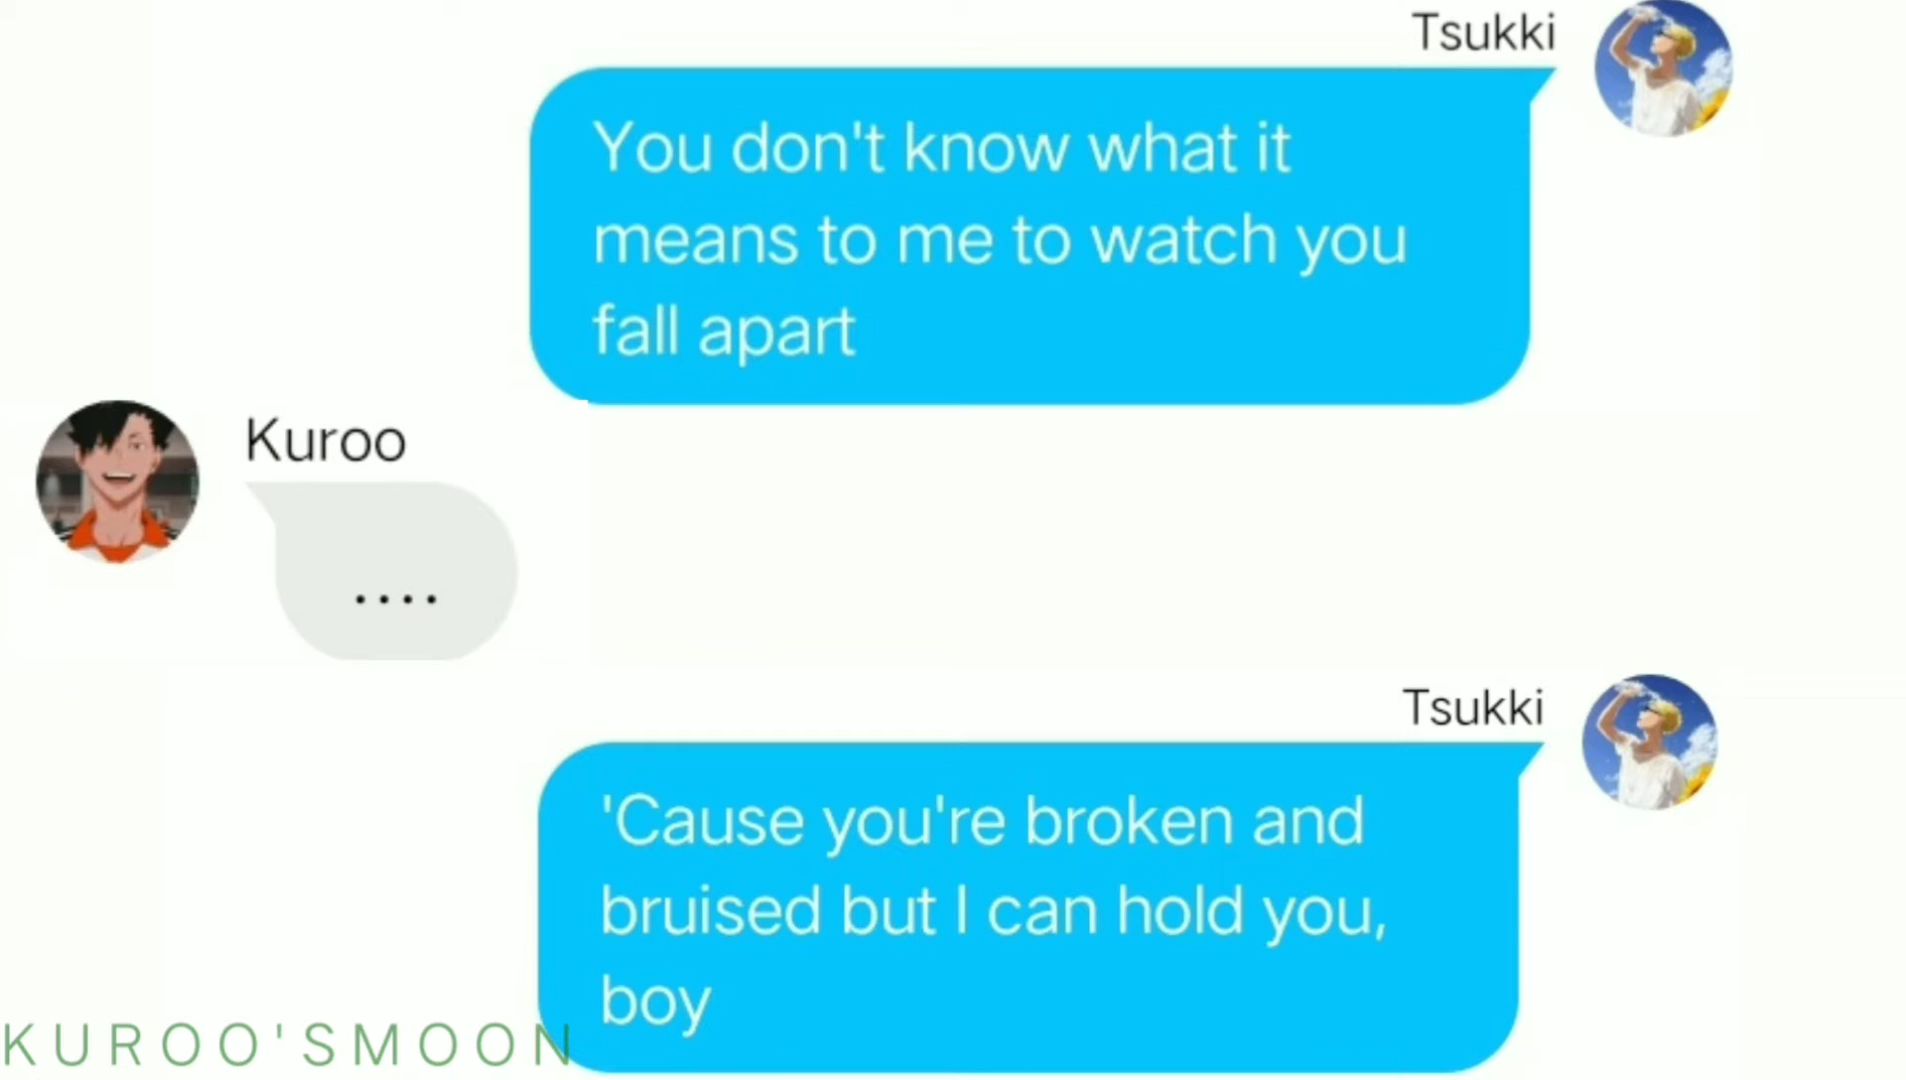 Tsukki
You don't know what it
means to me to watch you
fall apart
Kuroo
....
Tsukki
'Cause you're broken and
bruised but I can hold you,
boy
KUROO'SMOON